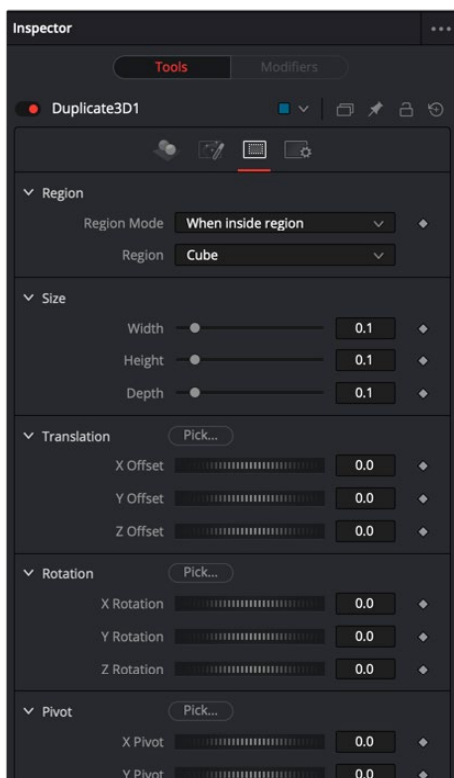 Inspector
Tools Modifiers
Duplicate3D1
Region
Region Mode When inside region
Region Cube
Size
Width 0.1
Height 0.1
Depth 0.1
Translation Pick...
X Offset 0.0
Y Offset 0.0
Z Offset 0.0
Rotation Pick...
X Rotation 0.0
Y Rotation 0.0
Z Rotation 0.0
Pivot Pick...
X Pivot 0.0
Y Pivot 0.0